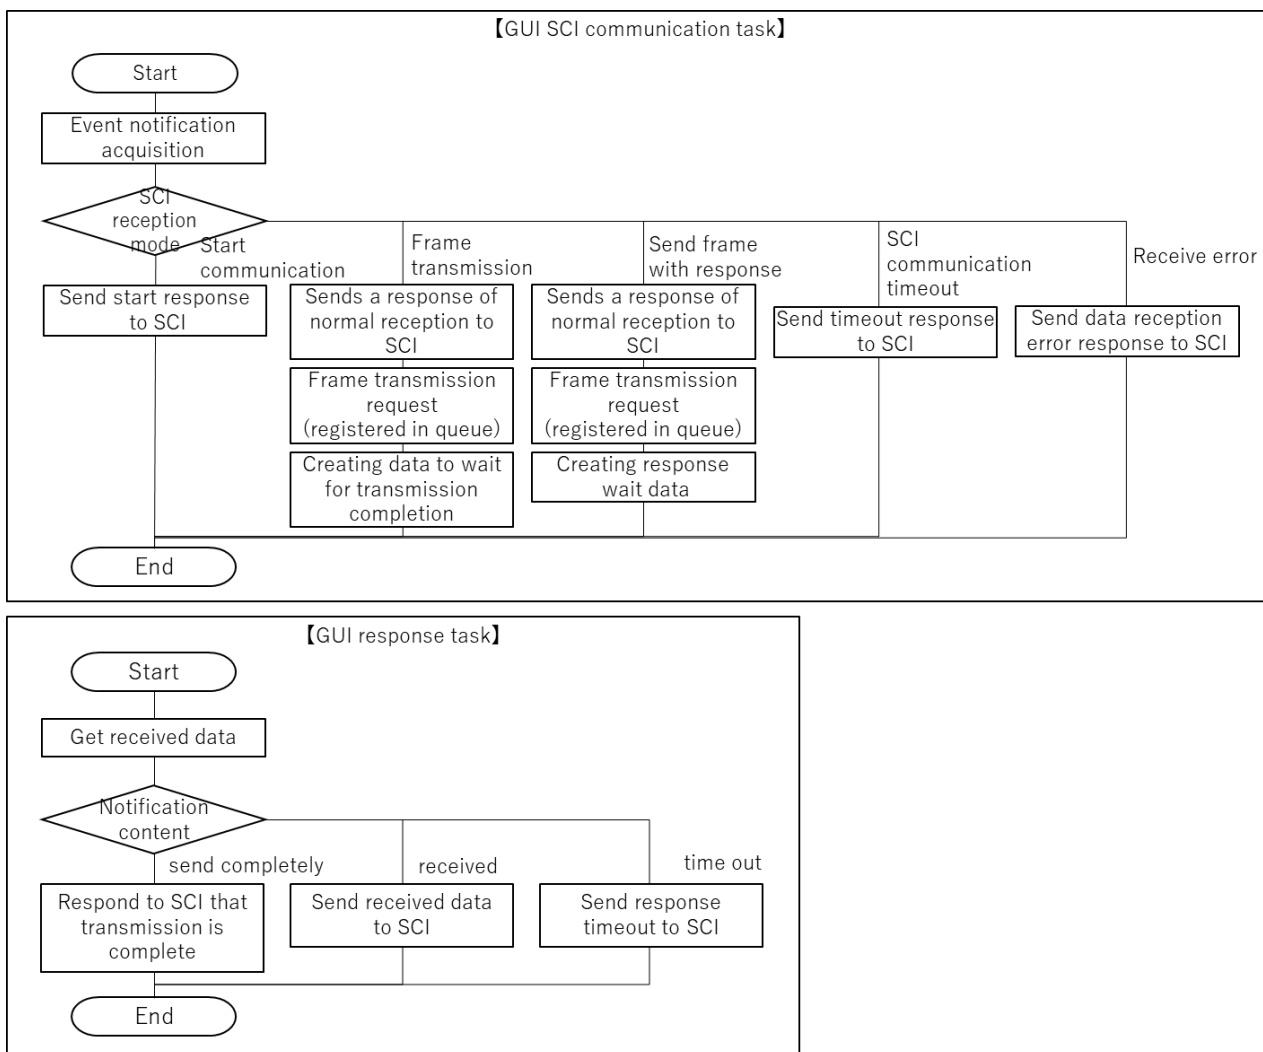 【GUI SCI communication task】
Start
Event notification
acquisition
SCI
reception
mode
Start
communication
Frame
transmission
Send frame
with response
SCI
communication
timeout
Receive error
Send start response
to SCI
Sends a response of
normal reception to
SCI
Frame transmission
request
(registered in queue)
Creating data to wait
for transmission
completion
Sends a response of
normal reception to
SCI
Frame transmission
request
(registered in queue)
Creating response
wait data
Send timeout response
to SCI
Send data reception
error response to SCI
End
【GUI response task】
Start
Get received data
Notification
content
send completely
received
time out
Respond to SCI that
transmission is
complete
Send received data
to SCI
Send response
timeout to SCI
End